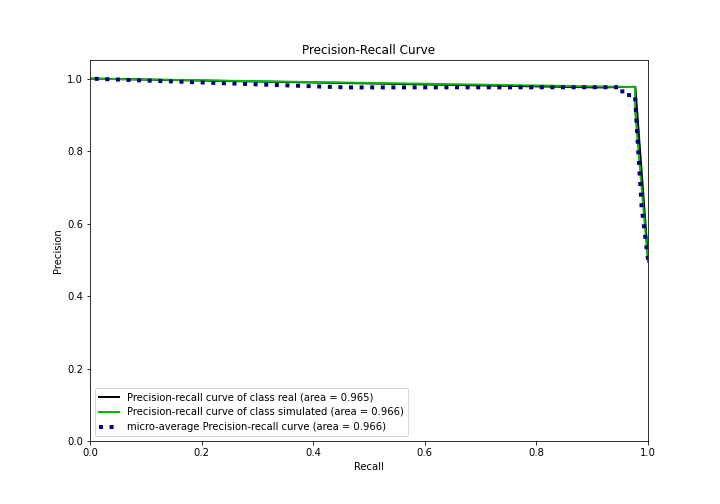 Precision-Recall Curve
1.0
0.8
0.6
0.4
0.2
0.0
Precision
Precision-recall curve of class real (area = 0.965)
Precision-recall curve of class simulated (area = 0.966)
micro-average Precision-recall curve (area = 0.966)
0.0 0.2 0.4 0.6 0.8 1.0
Recall